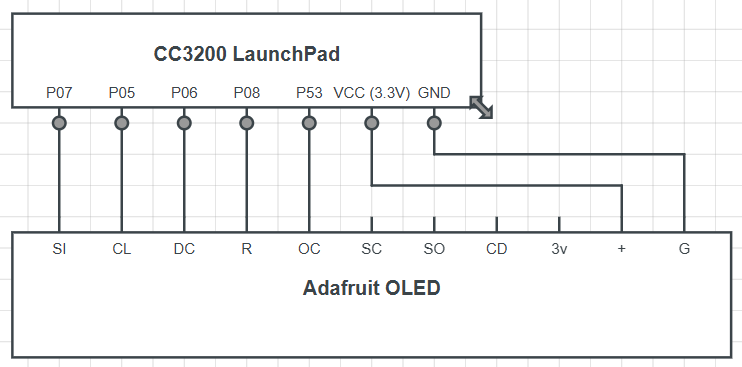 CC3200 LaunchPad
P07 P05 P06 P08 P53 VCC (3.3V) GND
SI CL DC R OC SC SO CD 3v + G
Adafruit OLED